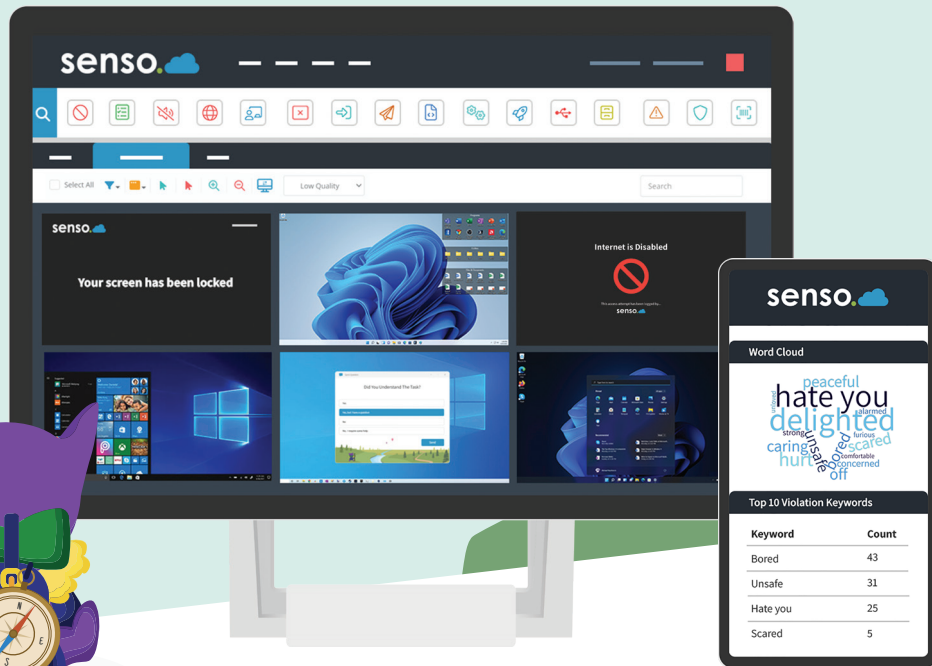 senso.
Select All
Low Quality
Search
senso.
Your screen has been locked
Internet is Disabled
senso.
Did You Understand The Task?
senso.
Word Cloud
peaceful
hate you
unloved
alarmed
delighted
strong
furious
caring
unsafe
bored
scared
comfortable
hurt
concerned
off
Top 10 Violation Keywords
Keyword Count
Bored 43
Unsafe 31
Hate you 25
Scared 5
N
E
S